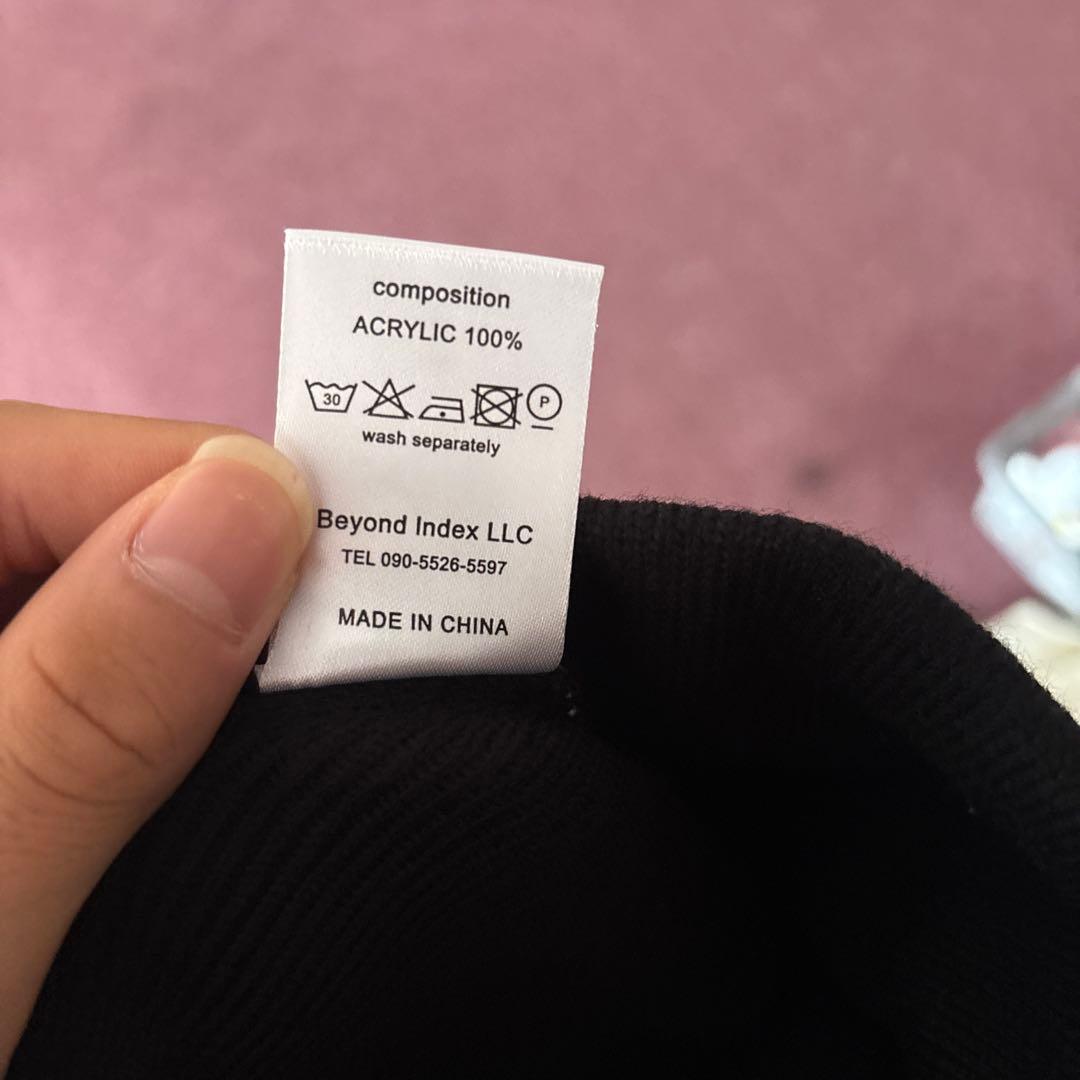 composition
ACRYLIC 100%
30 P
wash separately
Beyond Index LLC
TEL 090-5526-5597
MADE IN CHINA